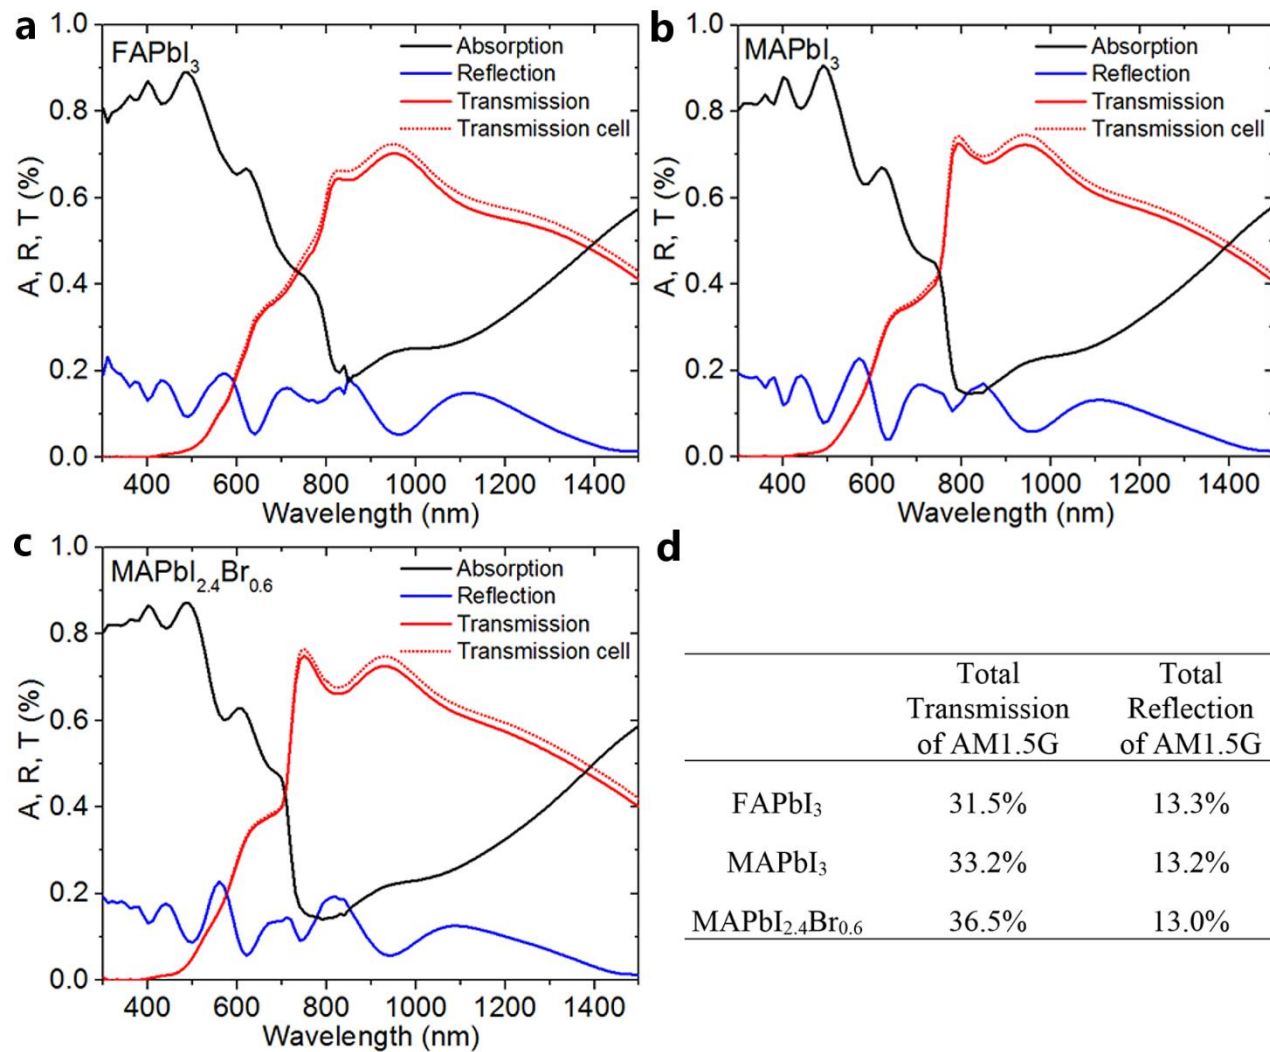 a
FAPbI3
Absorption
Reflection
Transmission
Transmission cell
A, R, T (%)
1.0
0.8
0.6
0.4
0.2
0.0
400 600 800 1000 1200 1400
Wavelength (nm)
b
MAPbI3
Absorption
Reflection
Transmission
Transmission cell
A, R, T (%)
1.0
0.8
0.6
0.4
0.2
0.0
400 600 800 1000 1200 1400
Wavelength (nm)
c
MAPbI2.4Br0.6
Absorption
Reflection
Transmission
Transmission cell
A, R, T (%)
1.0
0.8
0.6
0.4
0.2
0.0
400 600 800 1000 1200 1400
Wavelength (nm)
d
Total Total
Transmission Reflection
of AM1.5G of AM1.5G
FAPbI3 31.5% 13.3%
MAPbI3 33.2% 13.2%
MAPbI2.4Br0.6 36.5% 13.0%